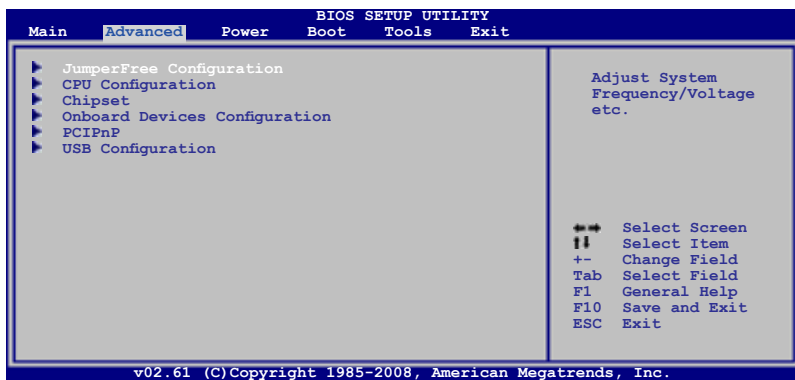 BIOS SETUP UTILITY
Main Advanced Power Boot Tools Exit
JumperFree Configuration
CPU Configuration
Chipset
Onboard Devices Configuration
PCIPnP
USB Configuration
Adjust System
Frequency/Voltage
etc.
Select Screen
Select Item
+- Change Field
Tab Select Field
F1 General Help
F10 Save and Exit
ESC Exit
v02.61 (C)Copyright 1985-2008, American Megatrends, Inc.